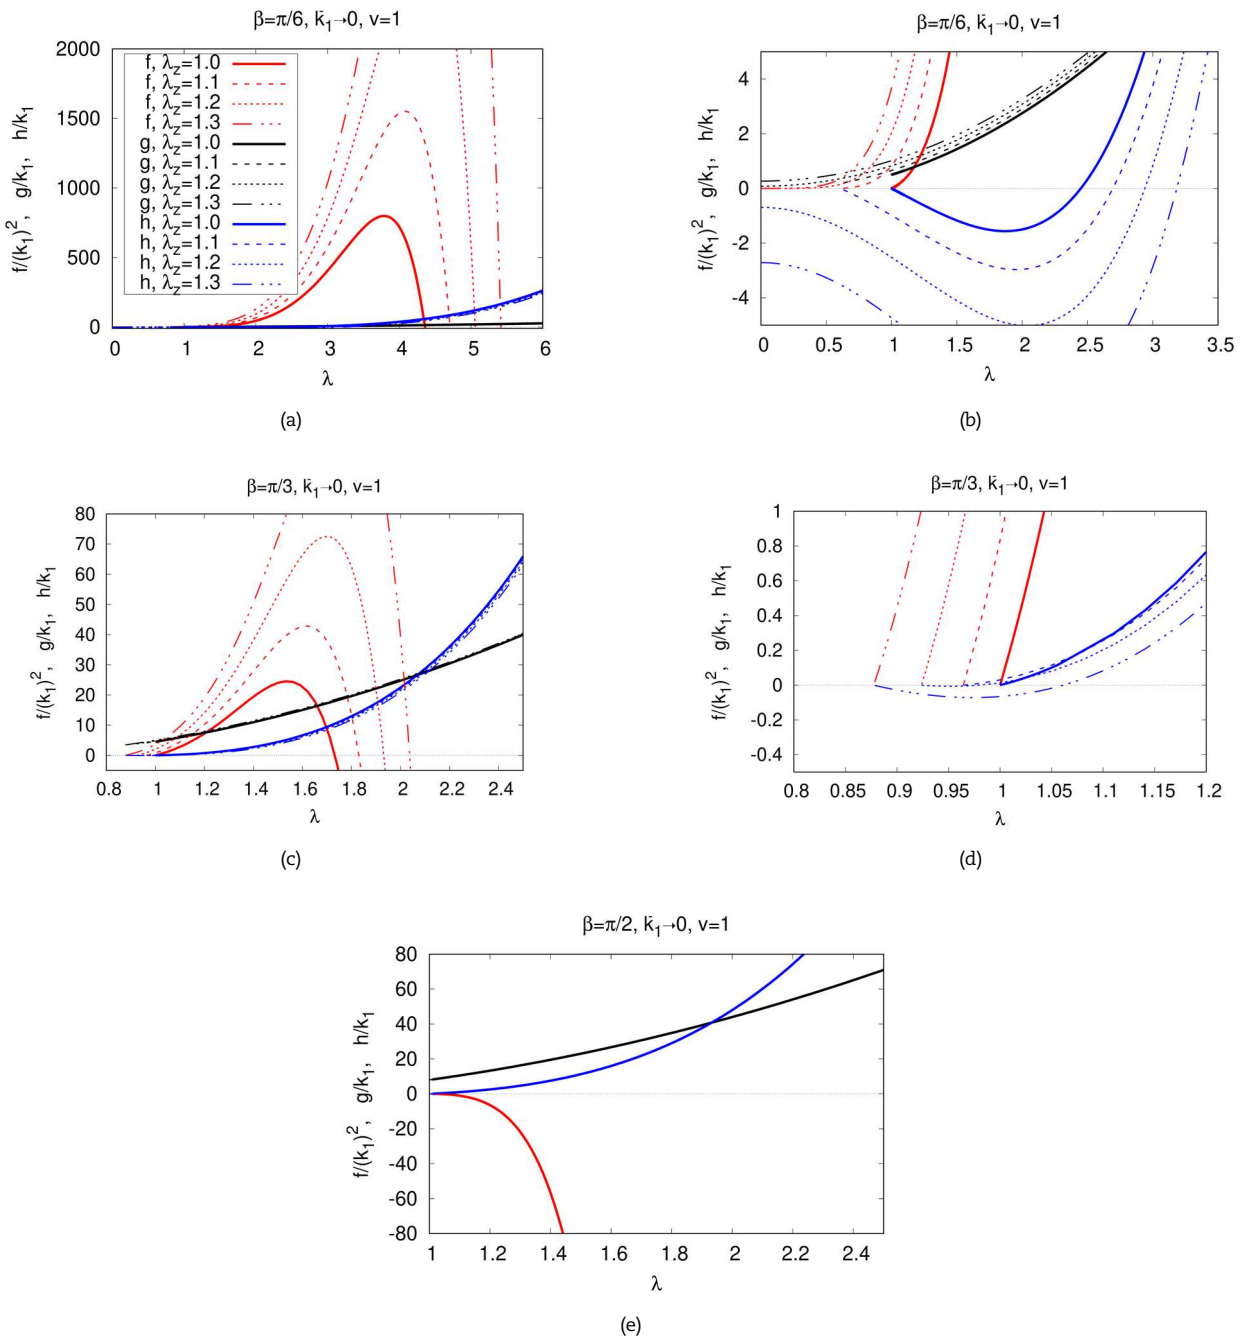 β=π/6, k̄₁→0, v=1
f/(k₁)², g/k₁, h/k₁
2000
1500
1000
500
0
f, λz=1.0
f, λz=1.1
f, λz=1.2
f, λz=1.3
g, λz=1.0
g, λz=1.1
g, λz=1.2
g, λz=1.3
h, λz=1.0
h, λz=1.1
h, λz=1.2
h, λz=1.3
0 1 2 3 4 5 6
λ
(a)
β=π/6, k̄₁→0, v=1
f/(k₁)², g/k₁, h/k₁
4
2
0
-2
-4
0 0.5 1 1.5 2 2.5 3 3.5
λ
(b)
β=π/3, k̄₁→0, v=1
f/(k₁)², g/k₁, h/k₁
80
70
60
50
40
30
20
10
0
0.8 1 1.2 1.4 1.6 1.8 2 2.2 2.4
λ
(c)
β=π/3, k̄₁→0, v=1
f/(k₁)², g/k₁, h/k₁
1
0.8
0.6
0.4
0.2
0
-0.2
-0.4
0.8 0.85 0.9 0.95 1 1.05 1.1 1.15 1.2
λ
(d)
β=π/2, k̄₁→0, v=1
f/(k₁)², g/k₁, h/k₁
80
60
40
20
0
-20
-40
-60
-80
1 1.2 1.4 1.6 1.8 2 2.2 2.4
λ
(e)